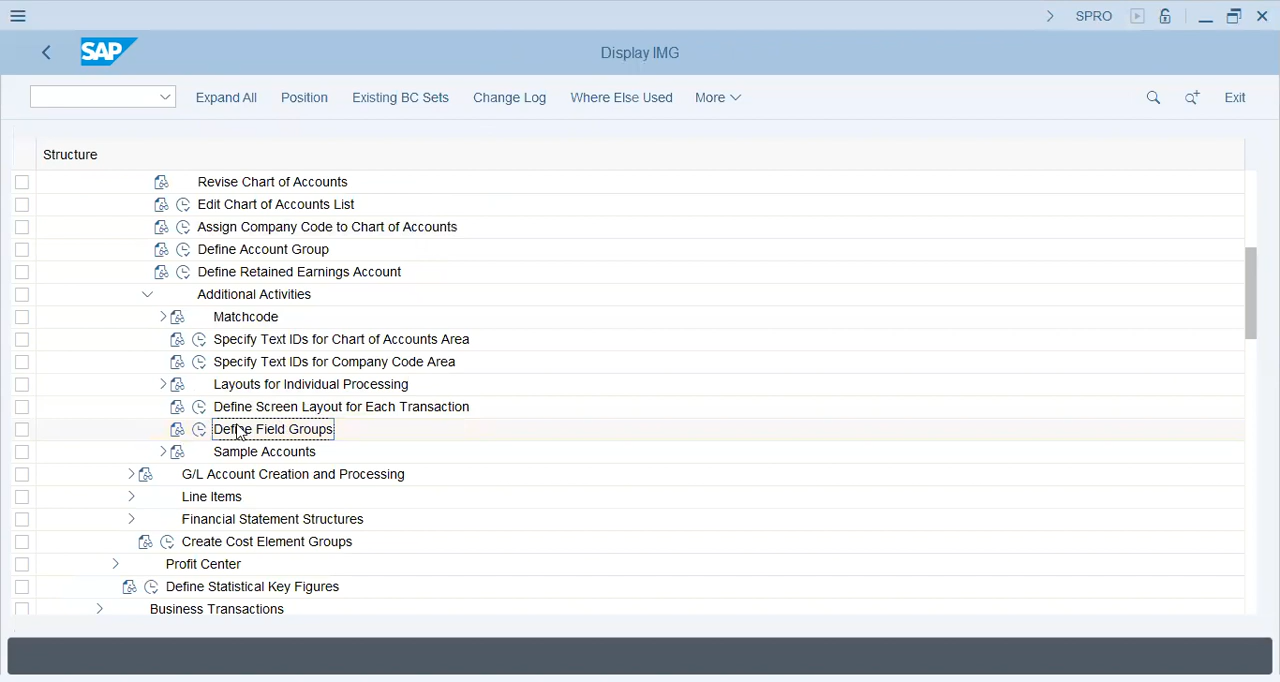 SPRO
SAP
Display IMG
Expand All Position Existing BC Sets Change Log Where Else Used More Exit
Structure
Revise Chart of Accounts
Edit Chart of Accounts List
Assign Company Code to Chart of Accounts
Define Account Group
Define Retained Earnings Account
Additional Activities
Matchcode
Specify Text IDs for Chart of Accounts Area
Specify Text IDs for Company Code Area
Layouts for Individual Processing
Define Screen Layout for Each Transaction
Define Field Groups
Sample Accounts
G/L Account Creation and Processing
Line Items
Financial Statement Structures
Create Cost Element Groups
Profit Center
Define Statistical Key Figures
Business Transactions